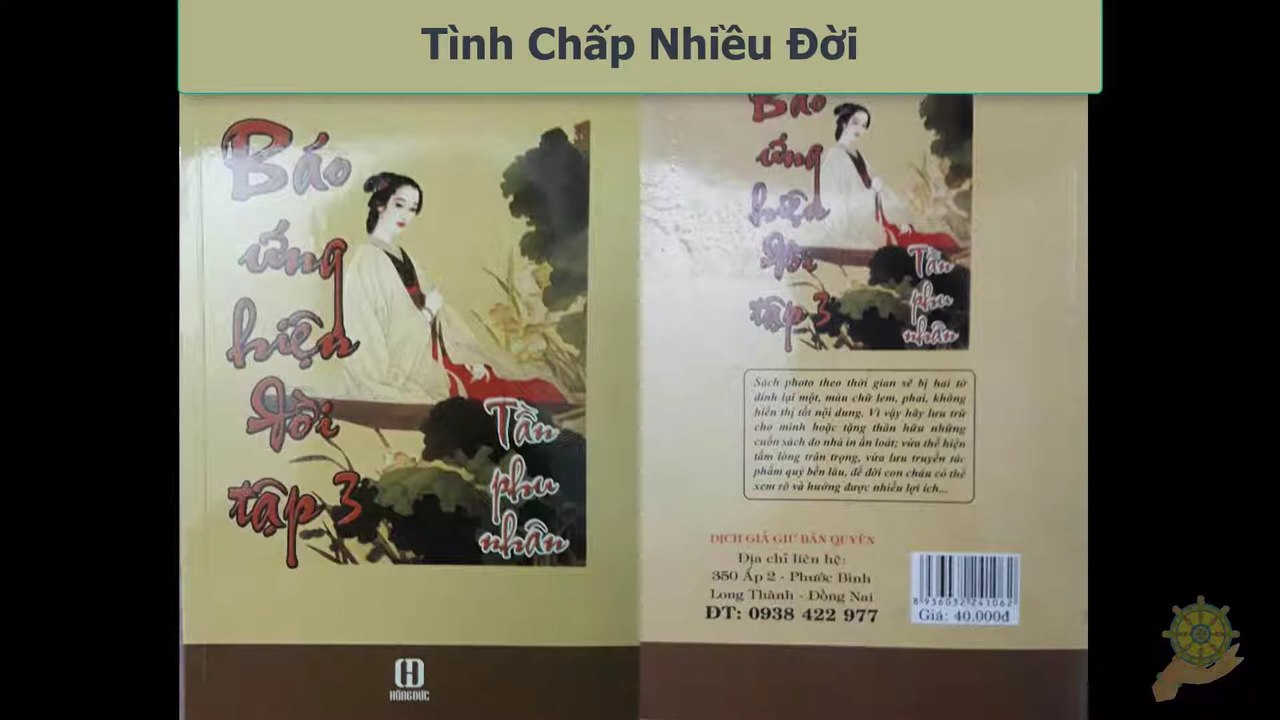 Tình Chấp Nhiều Đời
Báo
ứng
hiện
đời
tập 3
Tần
phu
nhân
HỒNG ĐỨC
Báo
ứng
hiện
đời
tập 3
Tần
phu
nhân
Sách photo theo thời gian sẽ bị hai tờ
dính lại một, màu chữ lem, phai, không
hiển thị tốt nội dung. Vì vậy hãy lưu trữ
cho mình hoặc tặng thân hữu những
cuốn sách do nhà in ấn loát; vừa thể hiện
tấm lòng trân trọng, vừa lưu truyền tác
phẩm quý bền lâu, để đời con cháu có thể
xem rõ và hưởng được nhiều lợi ích...
DỊCH GIẢ GIỮ BẢN QUYỀN
Địa chỉ liên hệ:
350 Ấp 2 - Phước Bình
Long Thành - Đồng Nai
ĐT: 0938 422 977
8 936032 241062
Giá: 40.000đ